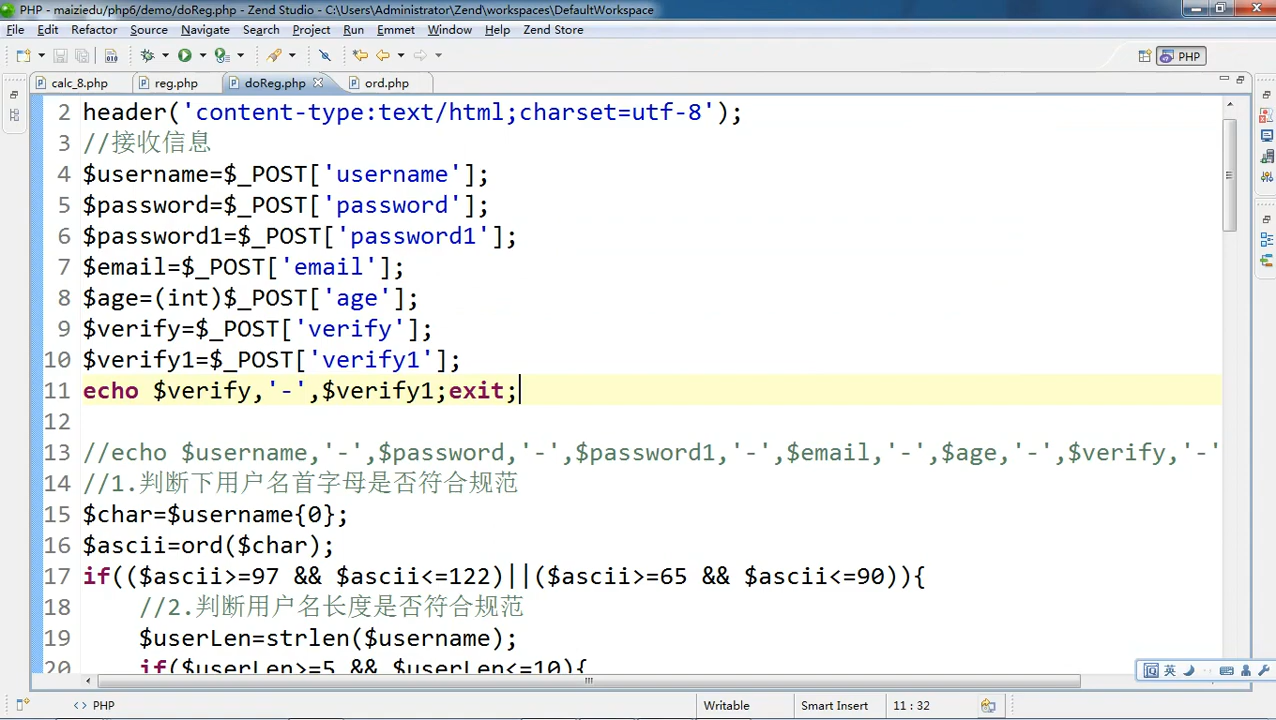 PHP - maiziedu/php6/demo/doReg.php - Zend Studio - C:\Users\Administrator\Zend\workspaces\DefaultWorkspace
File Edit Refactor Source Navigate Search Project Run Emmet Window Help Zend Store
PHP
calc_8.php reg.php doReg.php ord.php
2 header('content-type:text/html;charset=utf-8');
3 //接收信息
4 $username=$_POST['username'];
5 $password=$_POST['password'];
6 $password1=$_POST['password1'];
7 $email=$_POST['email'];
8 $age=(int)$_POST['age'];
9 $verify=$_POST['verify'];
10 $verify1=$_POST['verify1'];
11 echo $verify,'-',$verify1;exit;
12
13 //echo $username,'-',$password,'-',$password1,'-',$email,'-',$age,'-',$verify,'-'
14 //1.判断下用户名首字母是否符合规范
15 $char=$username{0};
16 $ascii=ord($char);
17 if(($ascii>=97 && $ascii<=122)||($ascii>=65 && $ascii<=90)){
18 //2.判断用户名长度是否符合规范
19 $userLen=strlen($username);
20 if($userLen>=5 && $userLen<=10){
英
<> PHP Writable Smart Insert 11 : 32